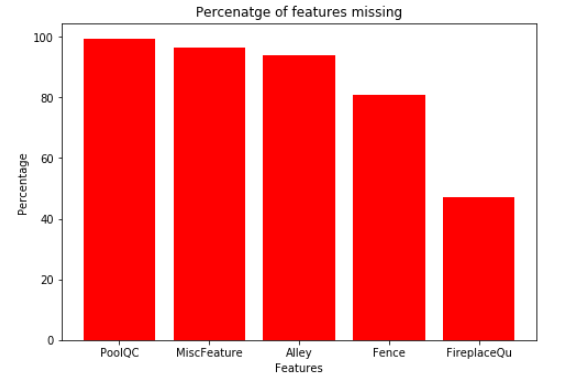 Percenatge of features missing
100
80
60
40
20
0
Percentage
PoolQC MiscFeature Alley Fence FireplaceQu
Features